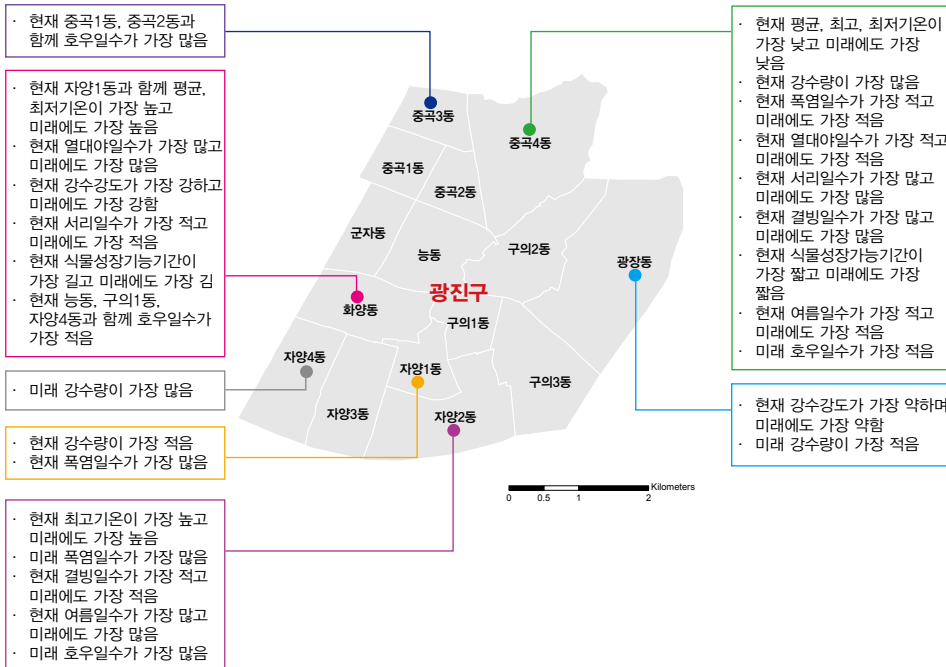 · 현재 중곡1동, 중곡2동과
함께 호우일수가 가장 많음
· 현재 자양1동과 함께 평균,
최저기온이 가장 높고
미래에도 가장 높음
· 현재 열대야일수가 가장 많고
미래에도 가장 많음
· 현재 강수강도가 가장 강하고
미래에도 가장 강함
· 현재 서리일수가 가장 적고
미래에도 가장 적음
· 현재 식물성장기능기간이
가장 길고 미래에도 가장 김
· 현재 능동, 구의1동,
자양4동과 함께 호우일수가
가장 적음
· 미래 강수량이 가장 많음
· 현재 강수량이 가장 적음
· 현재 폭염일수가 가장 많음
· 현재 최고기온이 가장 높고
미래에도 가장 높음
· 미래 폭염일수가 가장 많음
· 현재 결빙일수가 가장 적고
미래에도 가장 적음
· 현재 여름일수가 가장 많고
미래에도 가장 많음
· 미래 호우일수가 가장 많음
중곡3동
중곡4동
중곡1동
중곡2동
군자동
능동
구의2동
광장동
광진구
화양동
구의1동
자양4동
자양1동
구의3동
자양3동
자양2동
Kilometers
0 0.5 1 2
· 현재 평균, 최고, 최저기온이
가장 낮고 미래에도 가장
낮음
· 현재 강수량이 가장 많음
· 현재 폭염일수가 가장 적고
미래에도 가장 적음
· 현재 열대야일수가 가장 적고
미래에도 가장 적음
· 현재 서리일수가 가장 많고
미래에도 가장 많음
· 현재 결빙일수가 가장 많고
미래에도 가장 많음
· 현재 식물성장가능기간이
가장 짧고 미래에도 가장
짧음
· 현재 여름일수가 가장 적고
미래에도 가장 적음
· 미래 호우일수가 가장 적음
· 현재 강수강도가 가장 약하며
미래에도 가장 약함
· 미래 강수량이 가장 적음